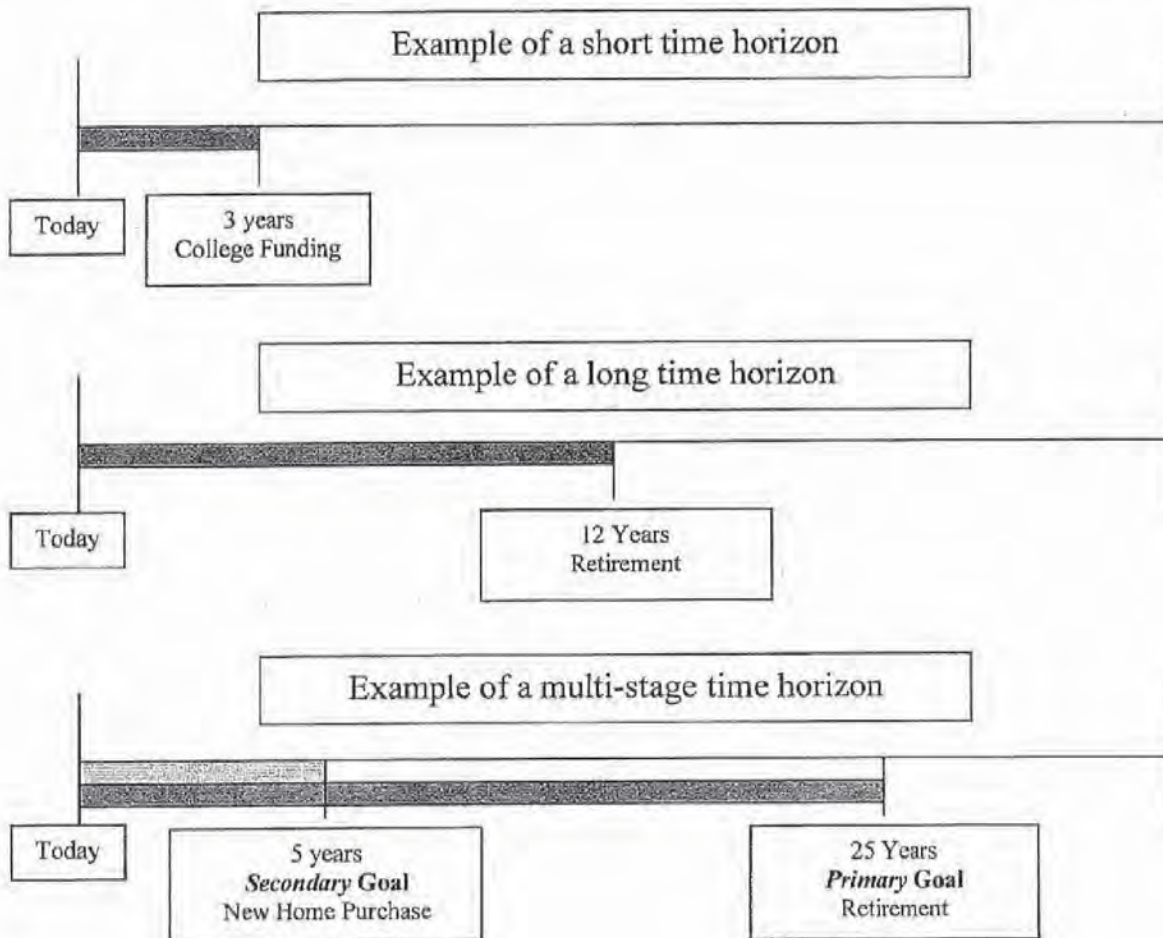 Example of a short time horizon
Today
3 years
College Funding
Example of a long time horizon
Today
12 Years
Retirement
Example of a multi-stage time horizon
Today
5 years
Secondary Goal
New Home Purchase
25 Years
Primary Goal
Retirement